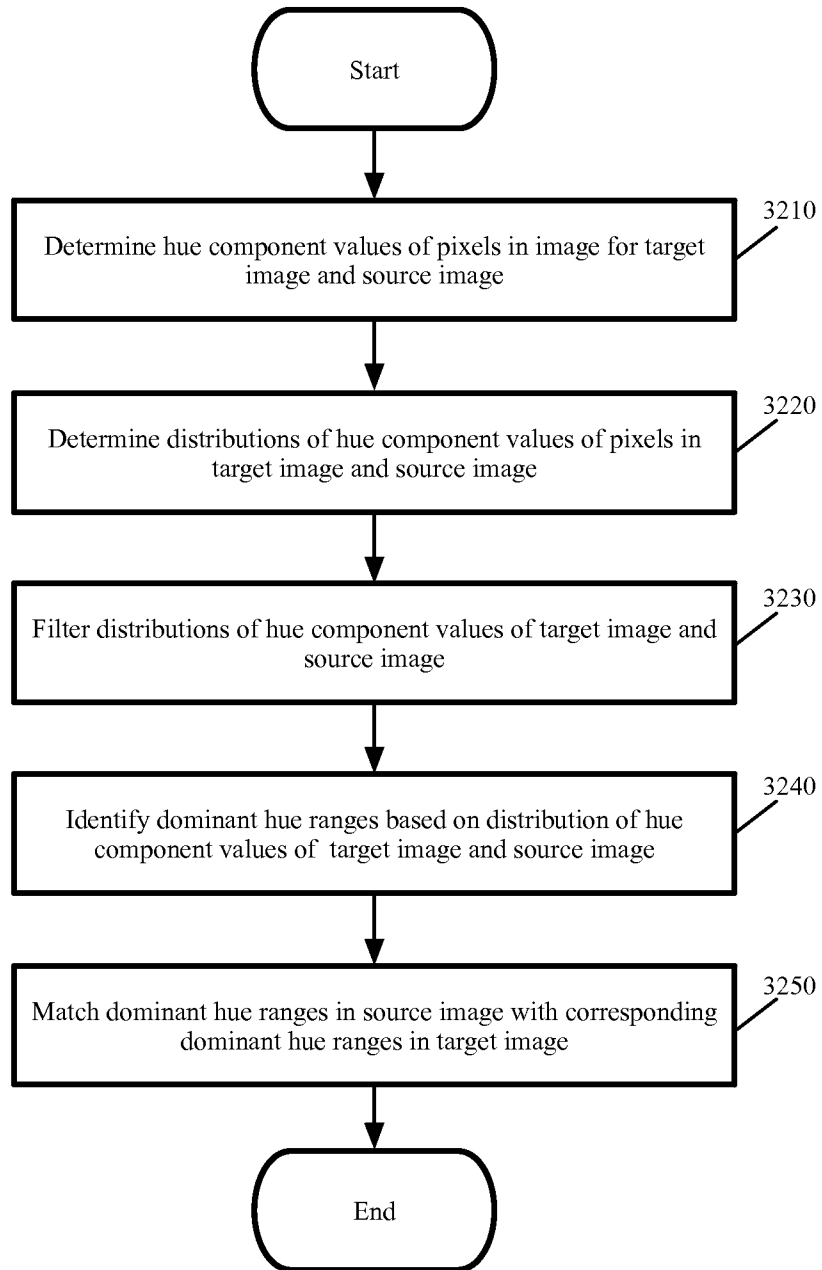 Start
3210
Determine hue component values of pixels in image for target
image and source image
3220
Determine distributions of hue component values of pixels in
target image and source image
3230
Filter distributions of hue component values of target image and
source image
3240
Identify dominant hue ranges based on distribution of hue
component values of target image and source image
3250
Match dominant hue ranges in source image with corresponding
dominant hue ranges in target image
End